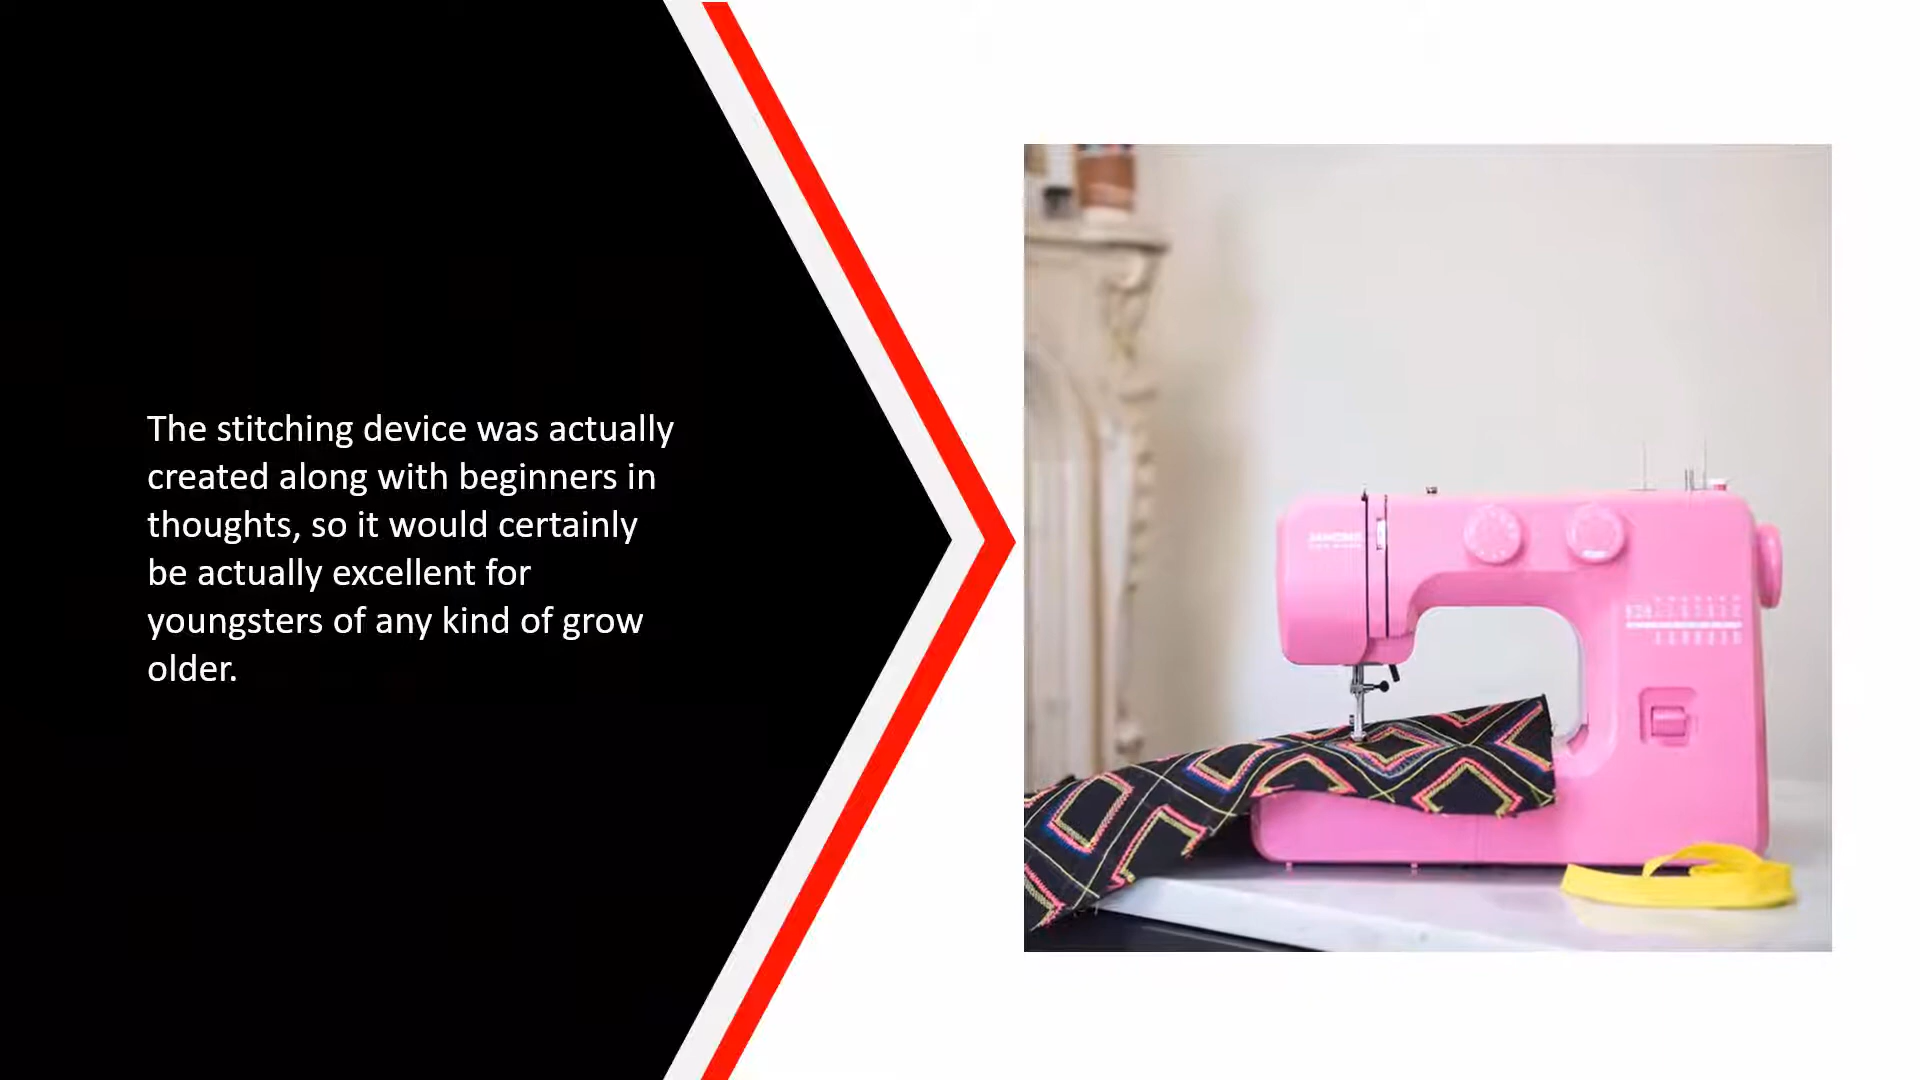 The stitching device was actually
created along with beginners in
thoughts, so it would certainly
be actually excellent for
youngsters of any kind of grow
older.
JANOME